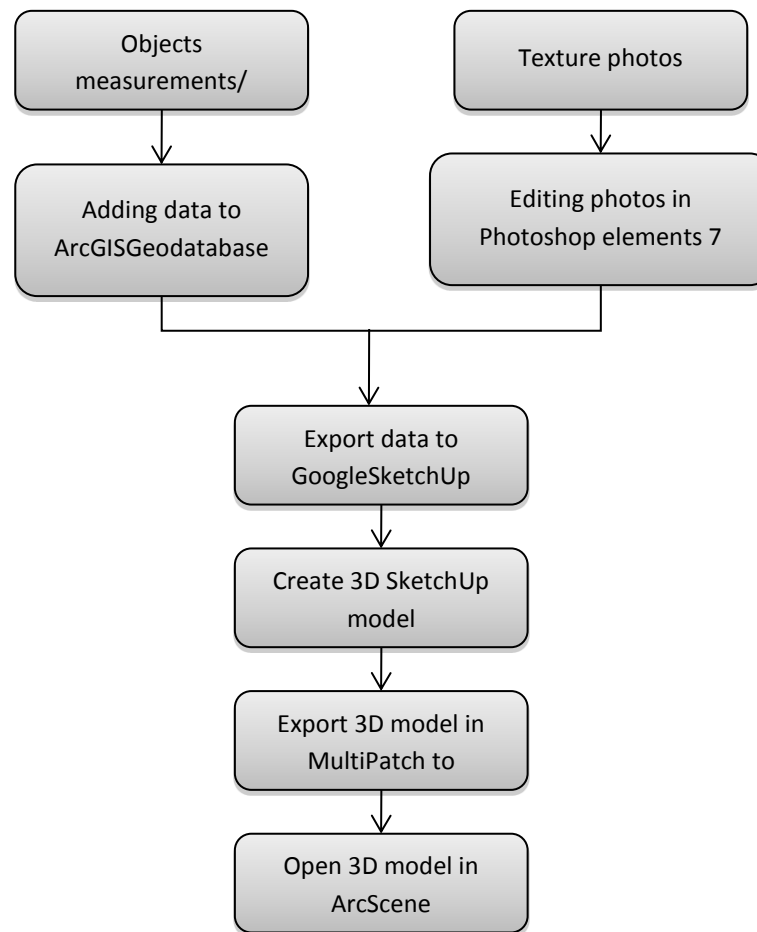 Objects
measurements/
Texture photos
Adding data to
ArcGISGeodatabase
Editing photos in
Photoshop elements 7
Export data to
GoogleSketchUp
Create 3D SketchUp
model
Export 3D model in
MultiPatch to
Open 3D model in
ArcScene